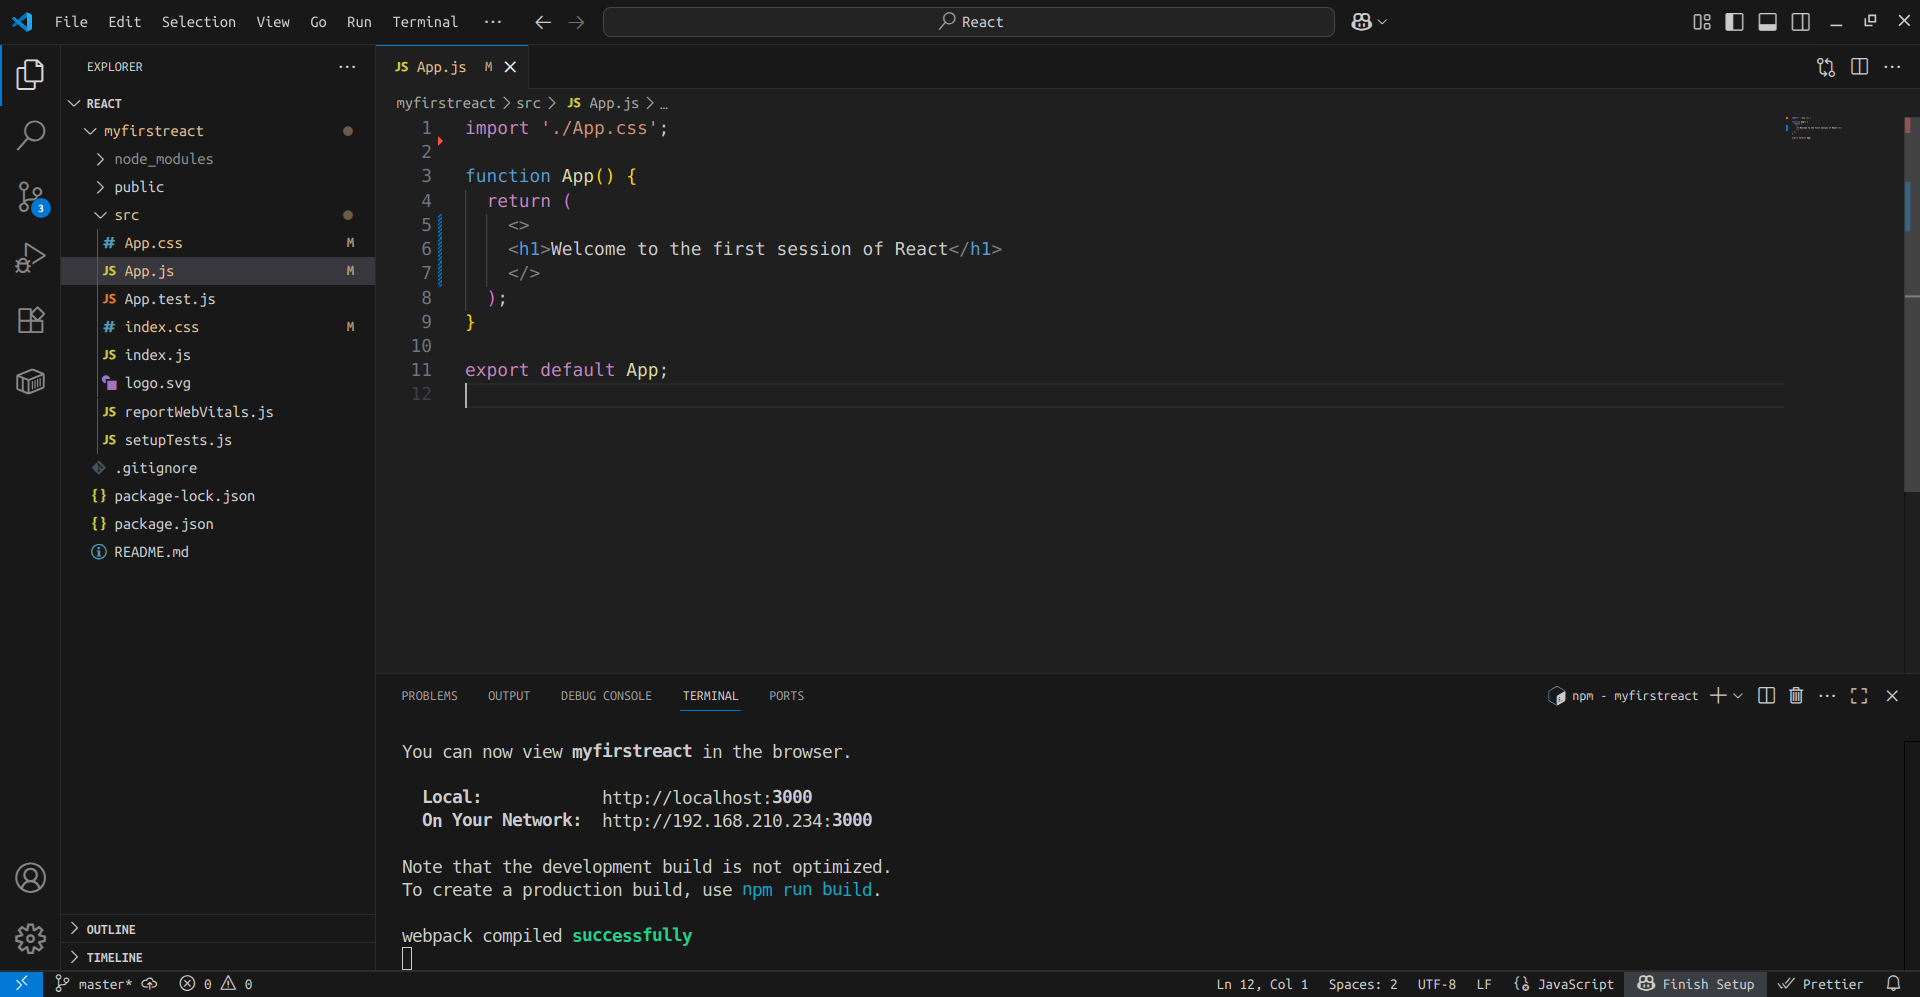 File Edit Selection View Go Run Terminal ··· React
EXPLORER ···
REACT
myfirstreact
node_modules
public
src
# App.css M
JS App.js M
JS App.test.js
# index.css M
JS index.js
logo.svg
JS reportWebVitals.js
JS setupTests.js
.gitignore
{} package-lock.json
{} package.json
README.md
OUTLINE
TIMELINE
3
JS App.js M
myfirstreact > src > JS App.js > …
1 import './App.css';
2
3 function App() {
4 return (
5 <>
6 <h1>Welcome to the first session of React</h1>
7 </>
8 );
9 }
10
11 export default App;
12
PROBLEMS OUTPUT DEBUG CONSOLE TERMINAL PORTS npm - myfirstreact
You can now view myfirstreact in the browser.
Local: http://localhost:3000
On Your Network: http://192.168.210.234:3000
Note that the development build is not optimized.
To create a production build, use npm run build.
webpack compiled successfully
master* 0 0 Ln 12, Col 1 Spaces: 2 UTF-8 LF {} JavaScript Finish Setup Prettier